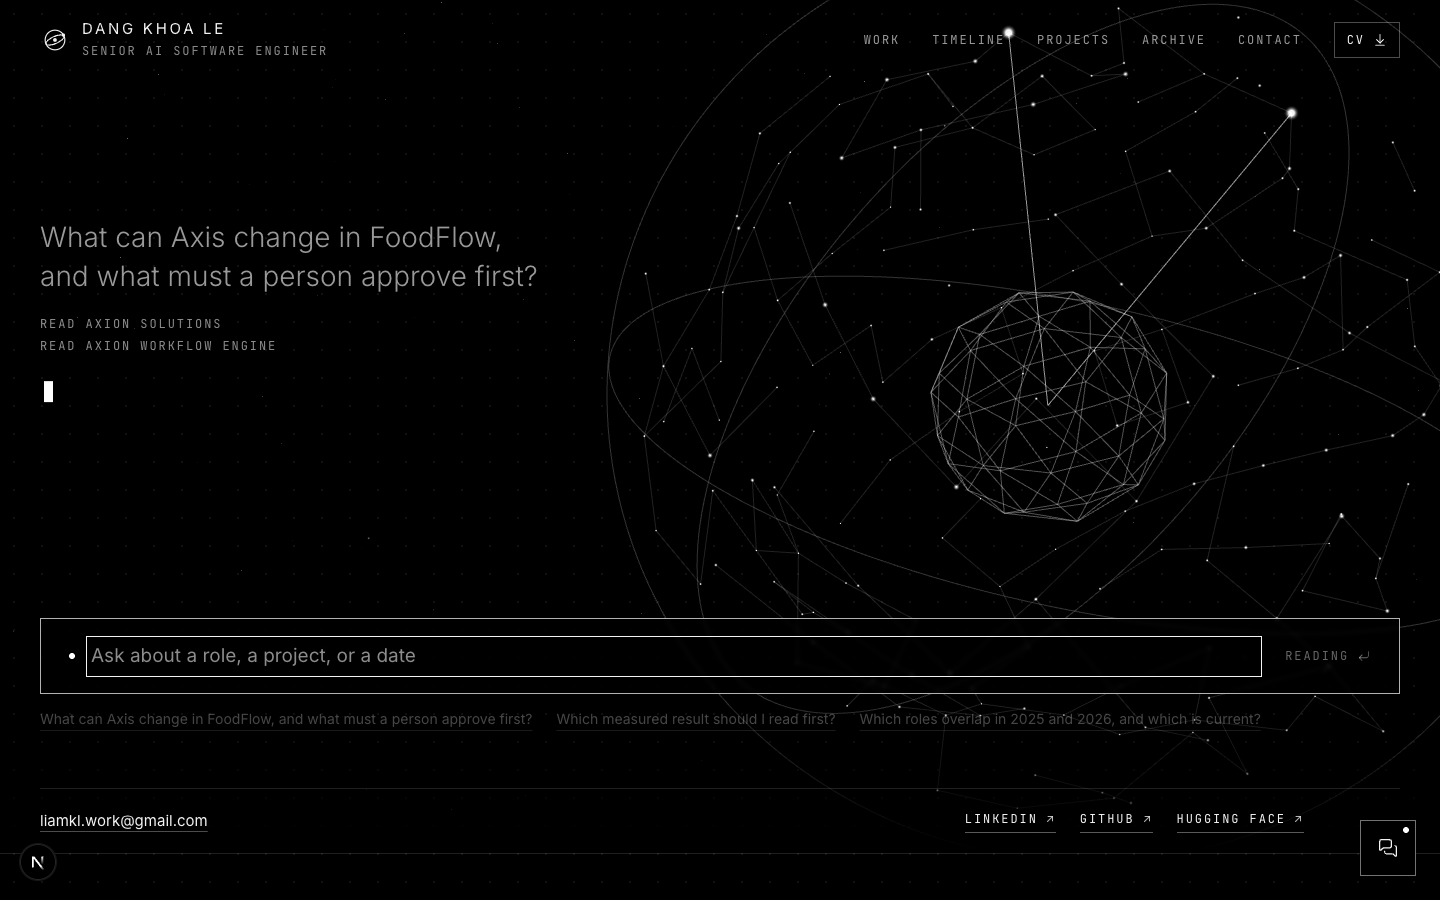 DANG KHOA LE
SENIOR AI SOFTWARE ENGINEER
WORK
TIMELINE
PROJECTS
ARCHIVE
CONTACT
CV
What can Axis change in FoodFlow,
and what must a person approve first?
READ AXION SOLUTIONS
READ AXION WORKFLOW ENGINE
Ask about a role, a project, or a date
READING
What can Axis change in FoodFlow, and what must a person approve first?
Which measured result should I read first?
Which roles overlap in 2025 and 2026, and which is current?
liamkl.work@gmail.com
LINKEDIN
GITHUB
HUGGING FACE
N